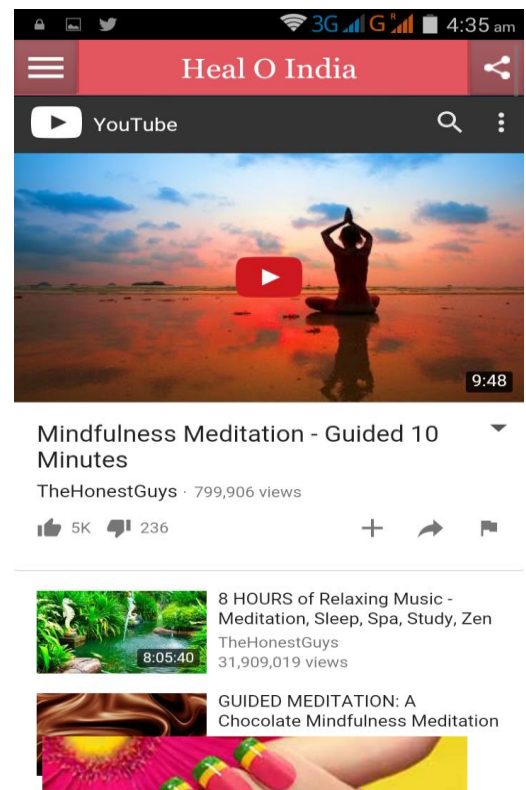 3G G R 4:35 am
Heal O India
YouTube
9:48
Mindfulness Meditation - Guided 10
Minutes
TheHonestGuys · 799,906 views
5K 236
8 HOURS of Relaxing Music -
Meditation, Sleep, Spa, Study, Zen
TheHonestGuys
8:05:40
31,909,019 views
GUIDED MEDITATION: A
Chocolate Mindfulness Meditation